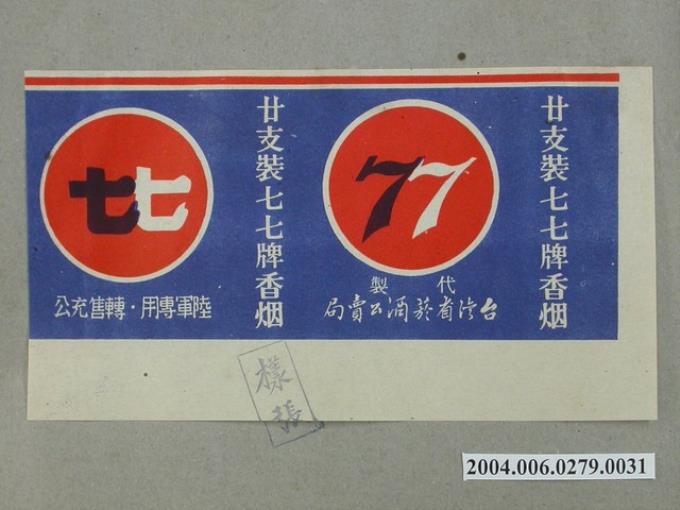 七七
陸軍專用·轉售充公
廿支裝七七牌香烟
77
代製
台湾省菸酒公賣局
廿支裝七七牌香烟
樣張
2004.006.0279.0031